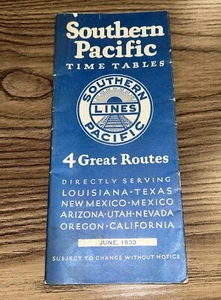 Southern
Pacific
TIME TABLES
SOUTHERN
LINES
PACIFIC
4 Great Routes
DIRECTLY SERVING
LOUISIANA · TEXAS
NEW MEXICO · MEXICO
ARIZONA · UTAH · NEVADA
OREGON · CALIFORNIA
JUNE, 1933
SUBJECT TO CHANGE WITHOUT NOTICE